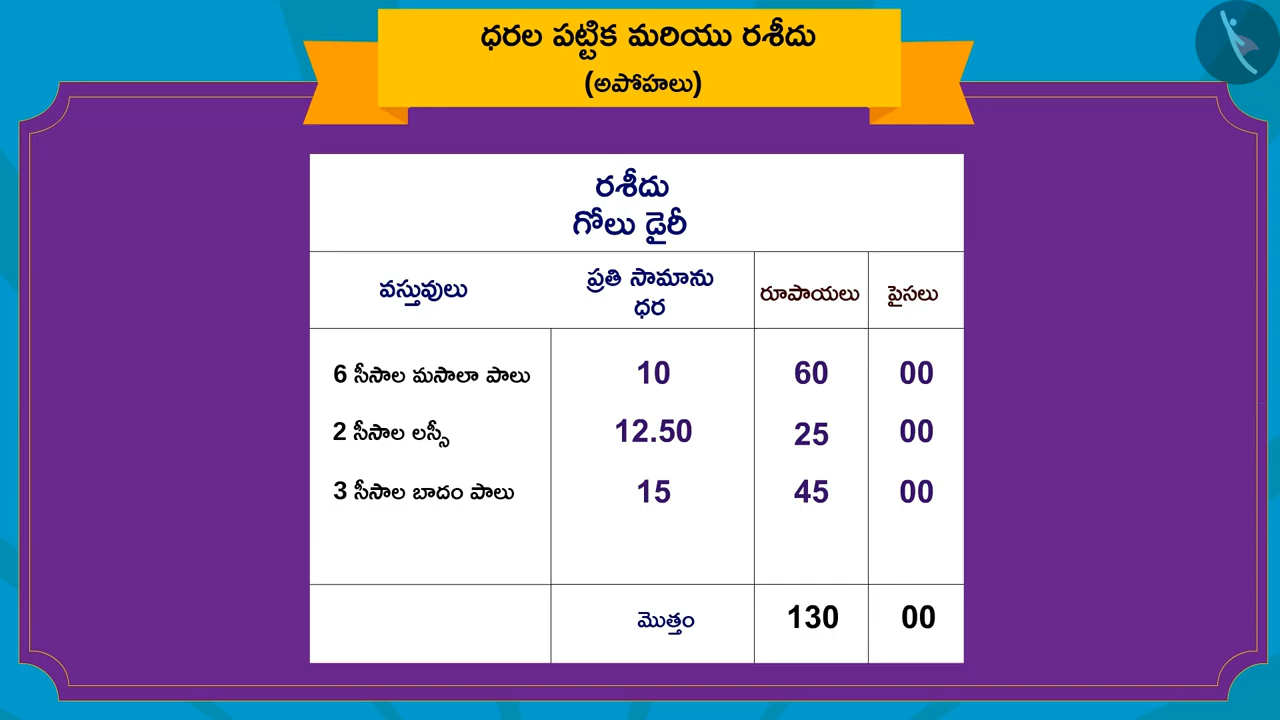 ధరల పట్టిక మరియు రశీదు
(అపోహలు)
రశీదు
గోలు డైరీ
వస్తువులు ప్రతి సామాను ధర రూపాయలు పైసలు
6 సీసాల మసాలా పాలు 10 60 00
2 సీసాల లస్సీ 12.50 25 00
3 సీసాల బాదం పాలు 15 45 00
మొత్తం 130 00